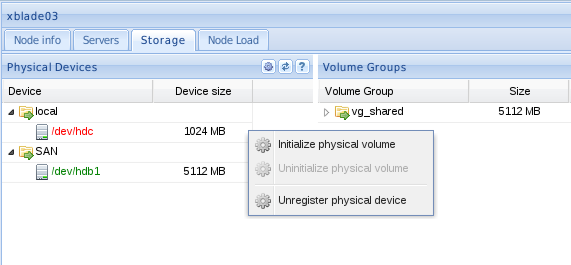 xblade03
Node info Servers Storage Node Load
Physical Devices ? Volume Groups
Device Device size Volume Group Size
local vg_shared 5112 MB
/dev/hdc 1024 MB
Initialize physical volume
SAN
Uninitialize physical volume
/dev/hdb1 5112 MB
Unregister physical device